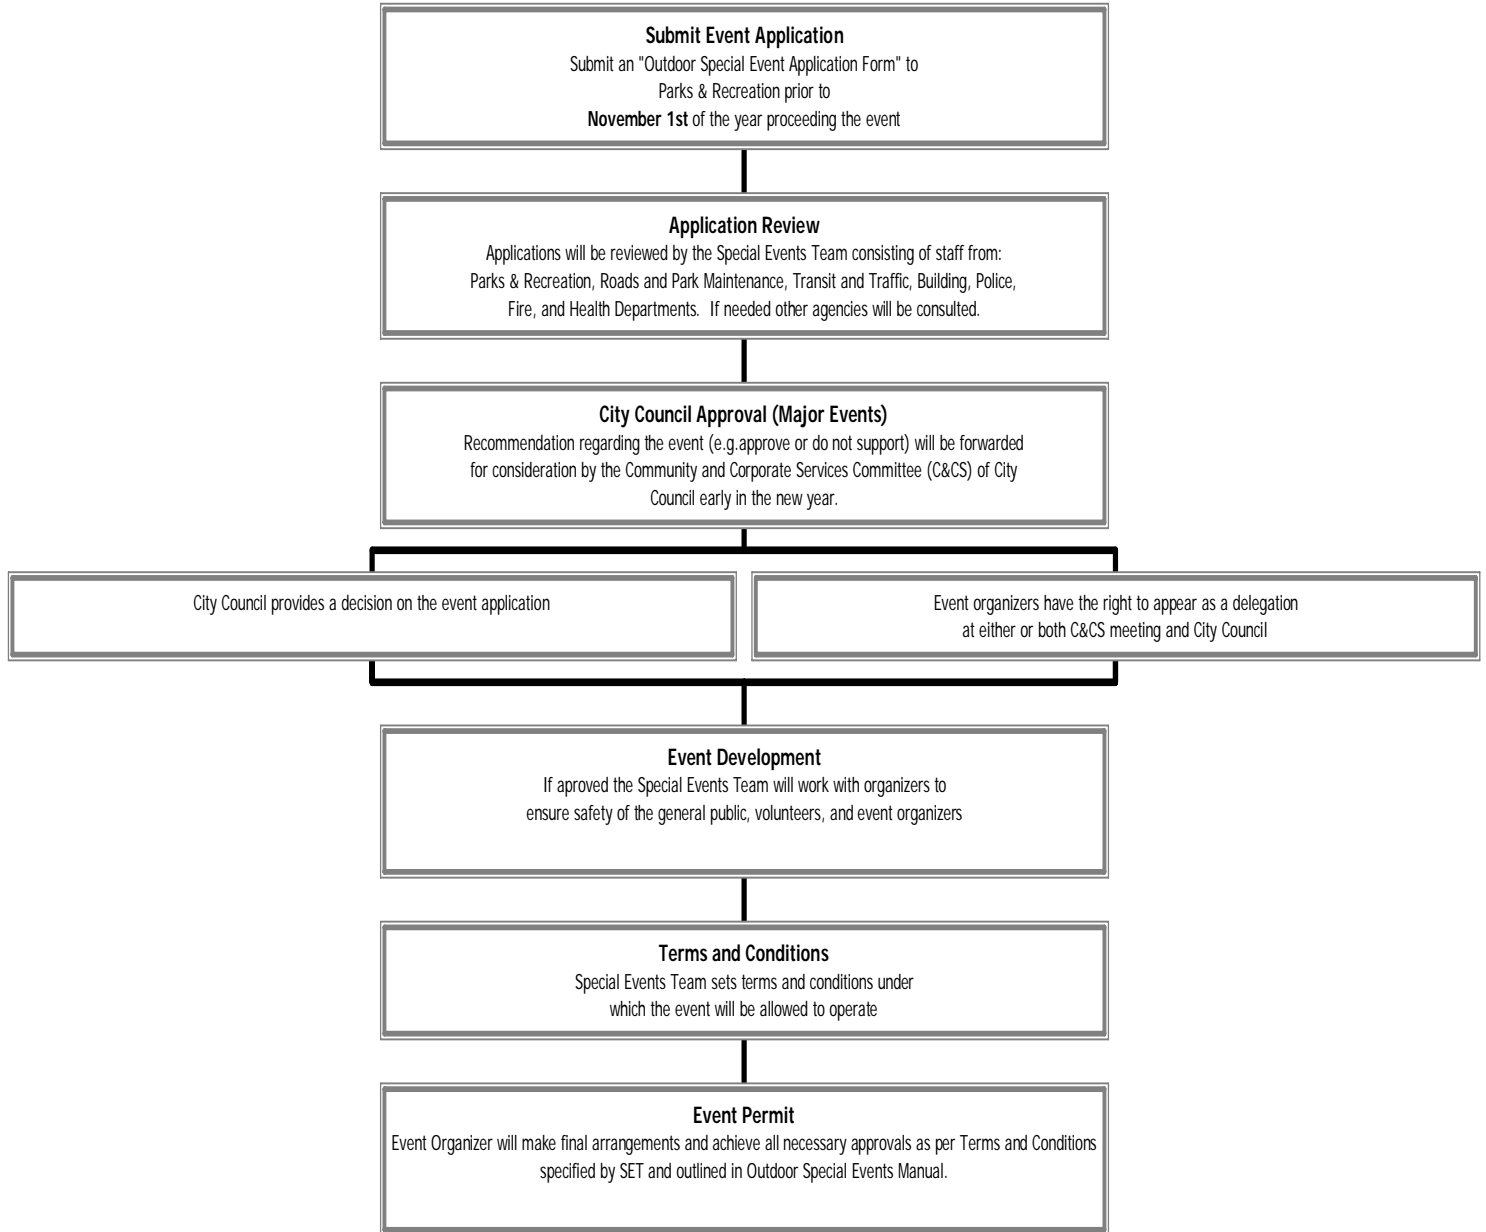 Submit Event Application
Submit an "Outdoor Special Event Application Form" to
Parks & Recreation prior to
November 1st of the year proceeding the event
Application Review
Applications will be reviewed by the Special Events Team consisting of staff from:
Parks & Recreation, Roads and Park Maintenance, Transit and Traffic, Building, Police,
Fire, and Health Departments. If needed other agencies will be consulted.
City Council Approval (Major Events)
Recommendation regarding the event (e.g.approve or do not support) will be forwarded
for consideration by the Community and Corporate Services Committee (C&CS) of City
Council early in the new year.
City Council provides a decision on the event application
Event organizers have the right to appear as a delegation
at either or both C&CS meeting and City Council
Event Development
If aproved the Special Events Team will work with organizers to
ensure safety of the general public, volunteers, and event organizers
Terms and Conditions
Special Events Team sets terms and conditions under
which the event will be allowed to operate
Event Permit
Event Organizer will make final arrangements and achieve all necessary approvals as per Terms and Conditions
specified by SET and outlined in Outdoor Special Events Manual.